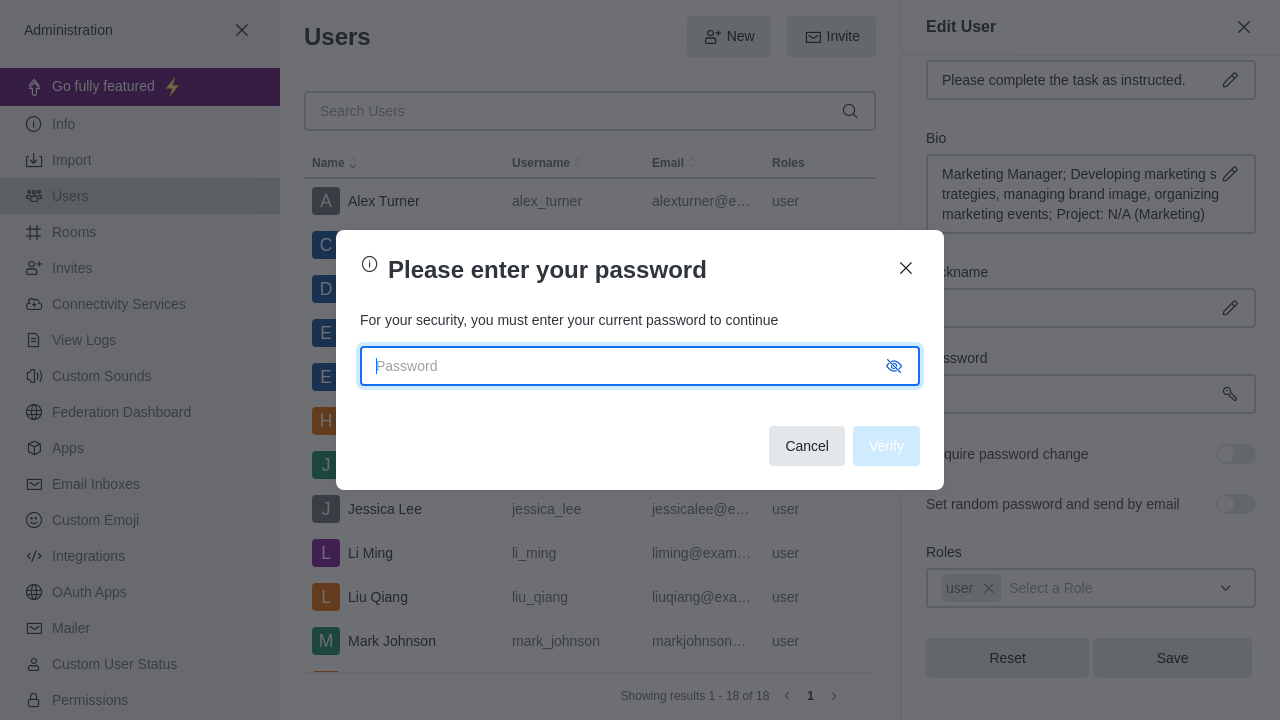 Administration
Go fully featured
Info
Import
Users
Rooms
Invites
Connectivity Services
View Logs
Custom Sounds
Federation Dashboard
Apps
Email Inboxes
Custom Emoji
Integrations
OAuth Apps
Mailer
Custom User Status
Permissions
Users
New
Invite
Search Users
Name Username Email Roles
A Alex Turner alex_turner alexturner@e… user
C
D
E
E
H
J
J Jessica Lee jessica_lee jessicalee@e… user
L Li Ming li_ming liming@exam… user
L Liu Qiang liu_qiang liuqiang@exa… user
M Mark Johnson mark_johnson markjohnson… user
Showing results 1 - 18 of 18 1
Please enter your password
For your security, you must enter your current password to continue
Password
Cancel
Verify
Edit User
Please complete the task as instructed.
Bio
Marketing Manager; Developing marketing s
trategies, managing brand image, organizing
marketing events; Project: N/A (Marketing)
ckname
ssword
quire password change
Set random password and send by email
Roles
user Select a Role
Reset
Save